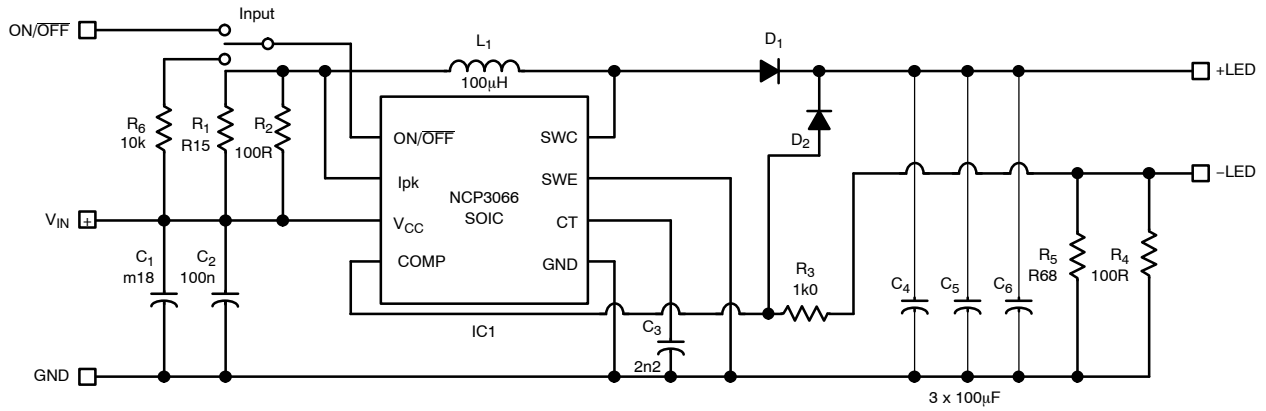 Input
ON/OFF
L₁
100μH
D₁
+LED
R₆
10k
R₁
R15
R₂
100R
D₂
ON/OFF
SWC
Ipk
SWE
NCP3066
SOIC
−LED
V_IN
+
V_CC
CT
COMP
GND
C₁
m18
C₂
100n
R₃
1k0
R₅
R68
R₄
100R
C₄
C₅
C₆
IC1
C₃
2n2
GND
3 x 100μF